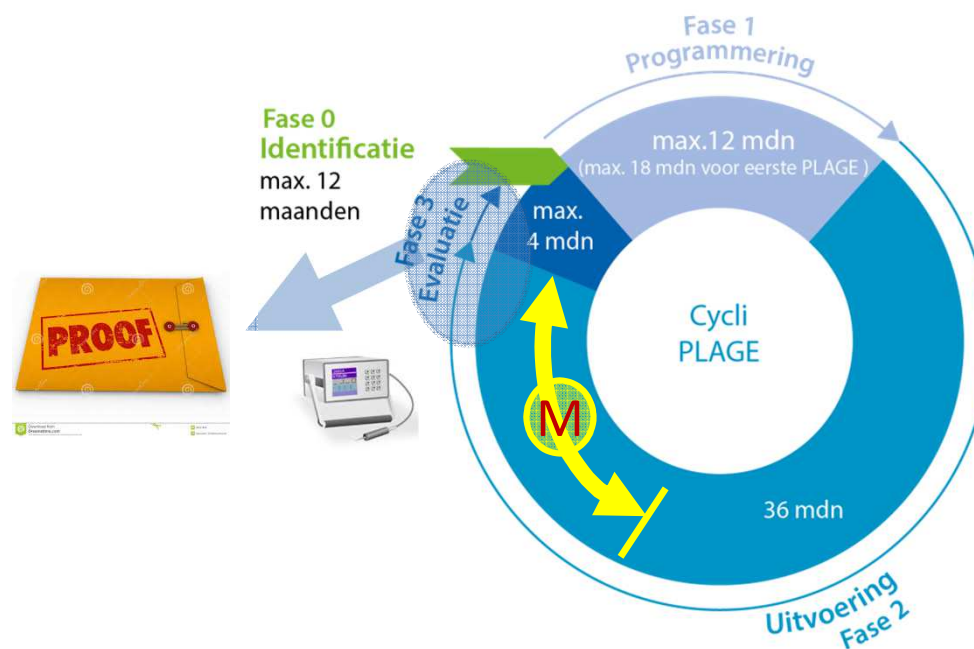 Fase 1
Programmering
Fase 0
Identificatie
max. 12
maanden
max.12 mdn
(max. 18 mdn voor eerste PLAGE )
max.
4 mdn
Fase 3
Evaluatie
PROOF
Cycli
PLAGE
M
36 mdn
Uitvoering
Fase 2